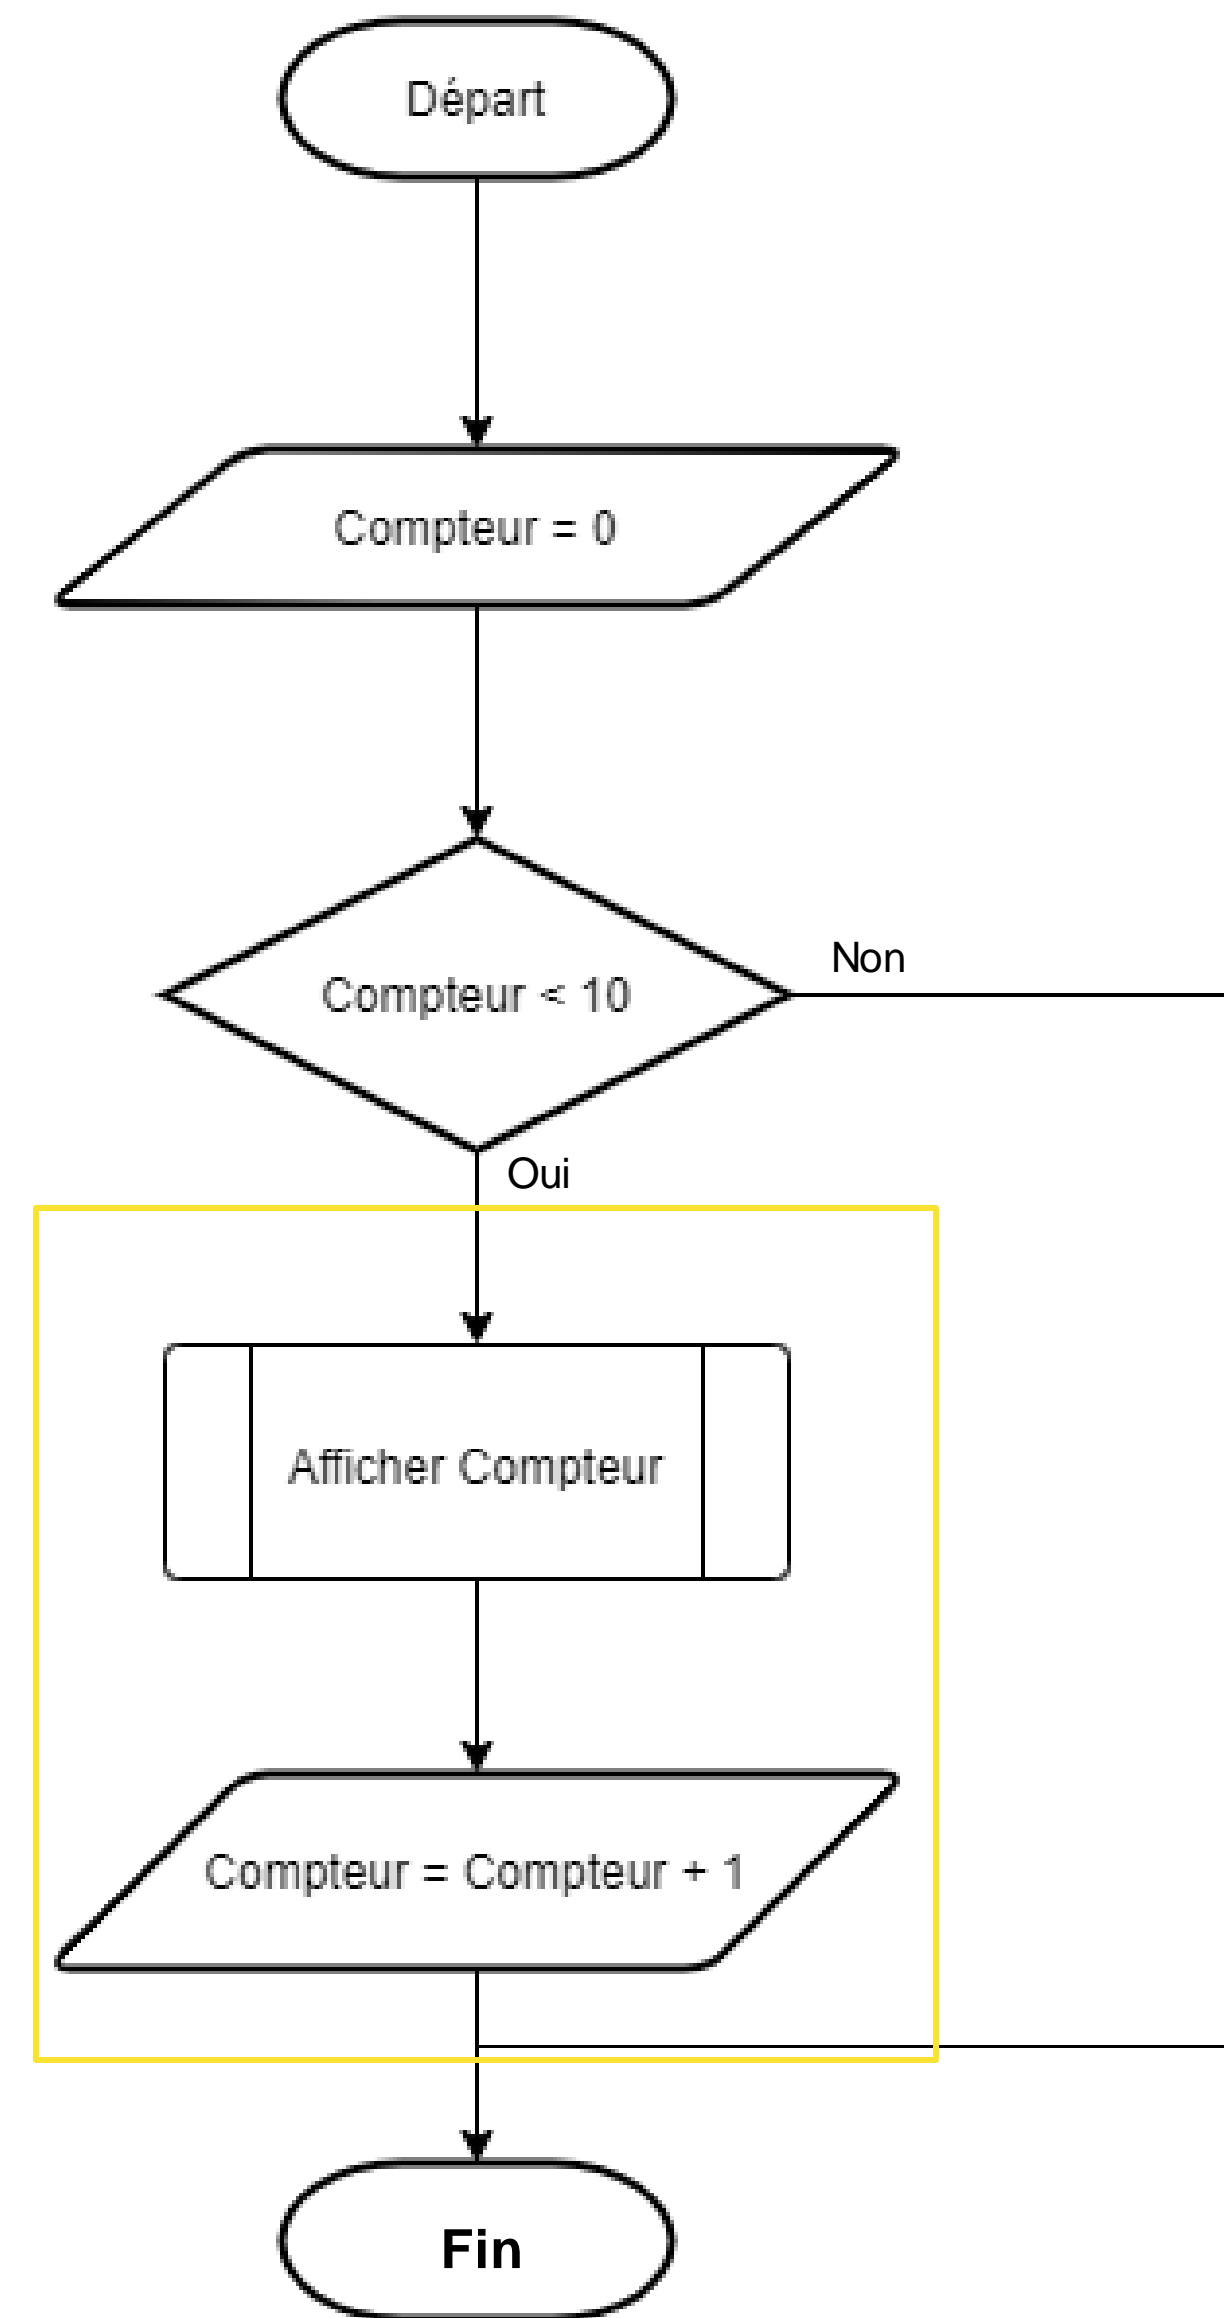 Départ
Compteur = 0
Compteur < 10
Non
Oui
Afficher Compteur
Compteur = Compteur + 1
Fin